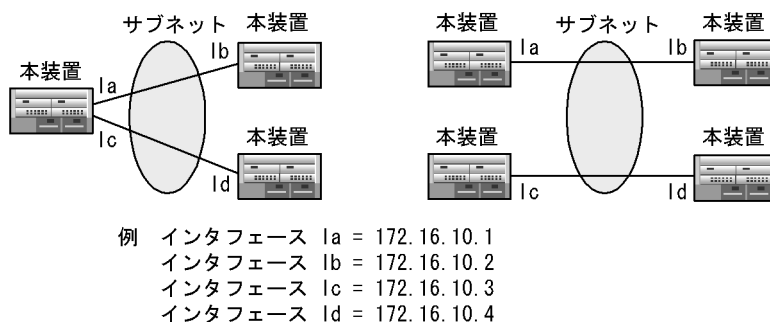 サブネット 本装置 本装置 サブネット 本装置
本装置 Ib Ia Ib
Ia
本装置 本装置 本装置
Ic
Id Ic Id
例 インタフェース Ia = 172.16.10.1
インタフェース Ib = 172.16.10.2
インタフェース Ic = 172.16.10.3
インタフェース Id = 172.16.10.4